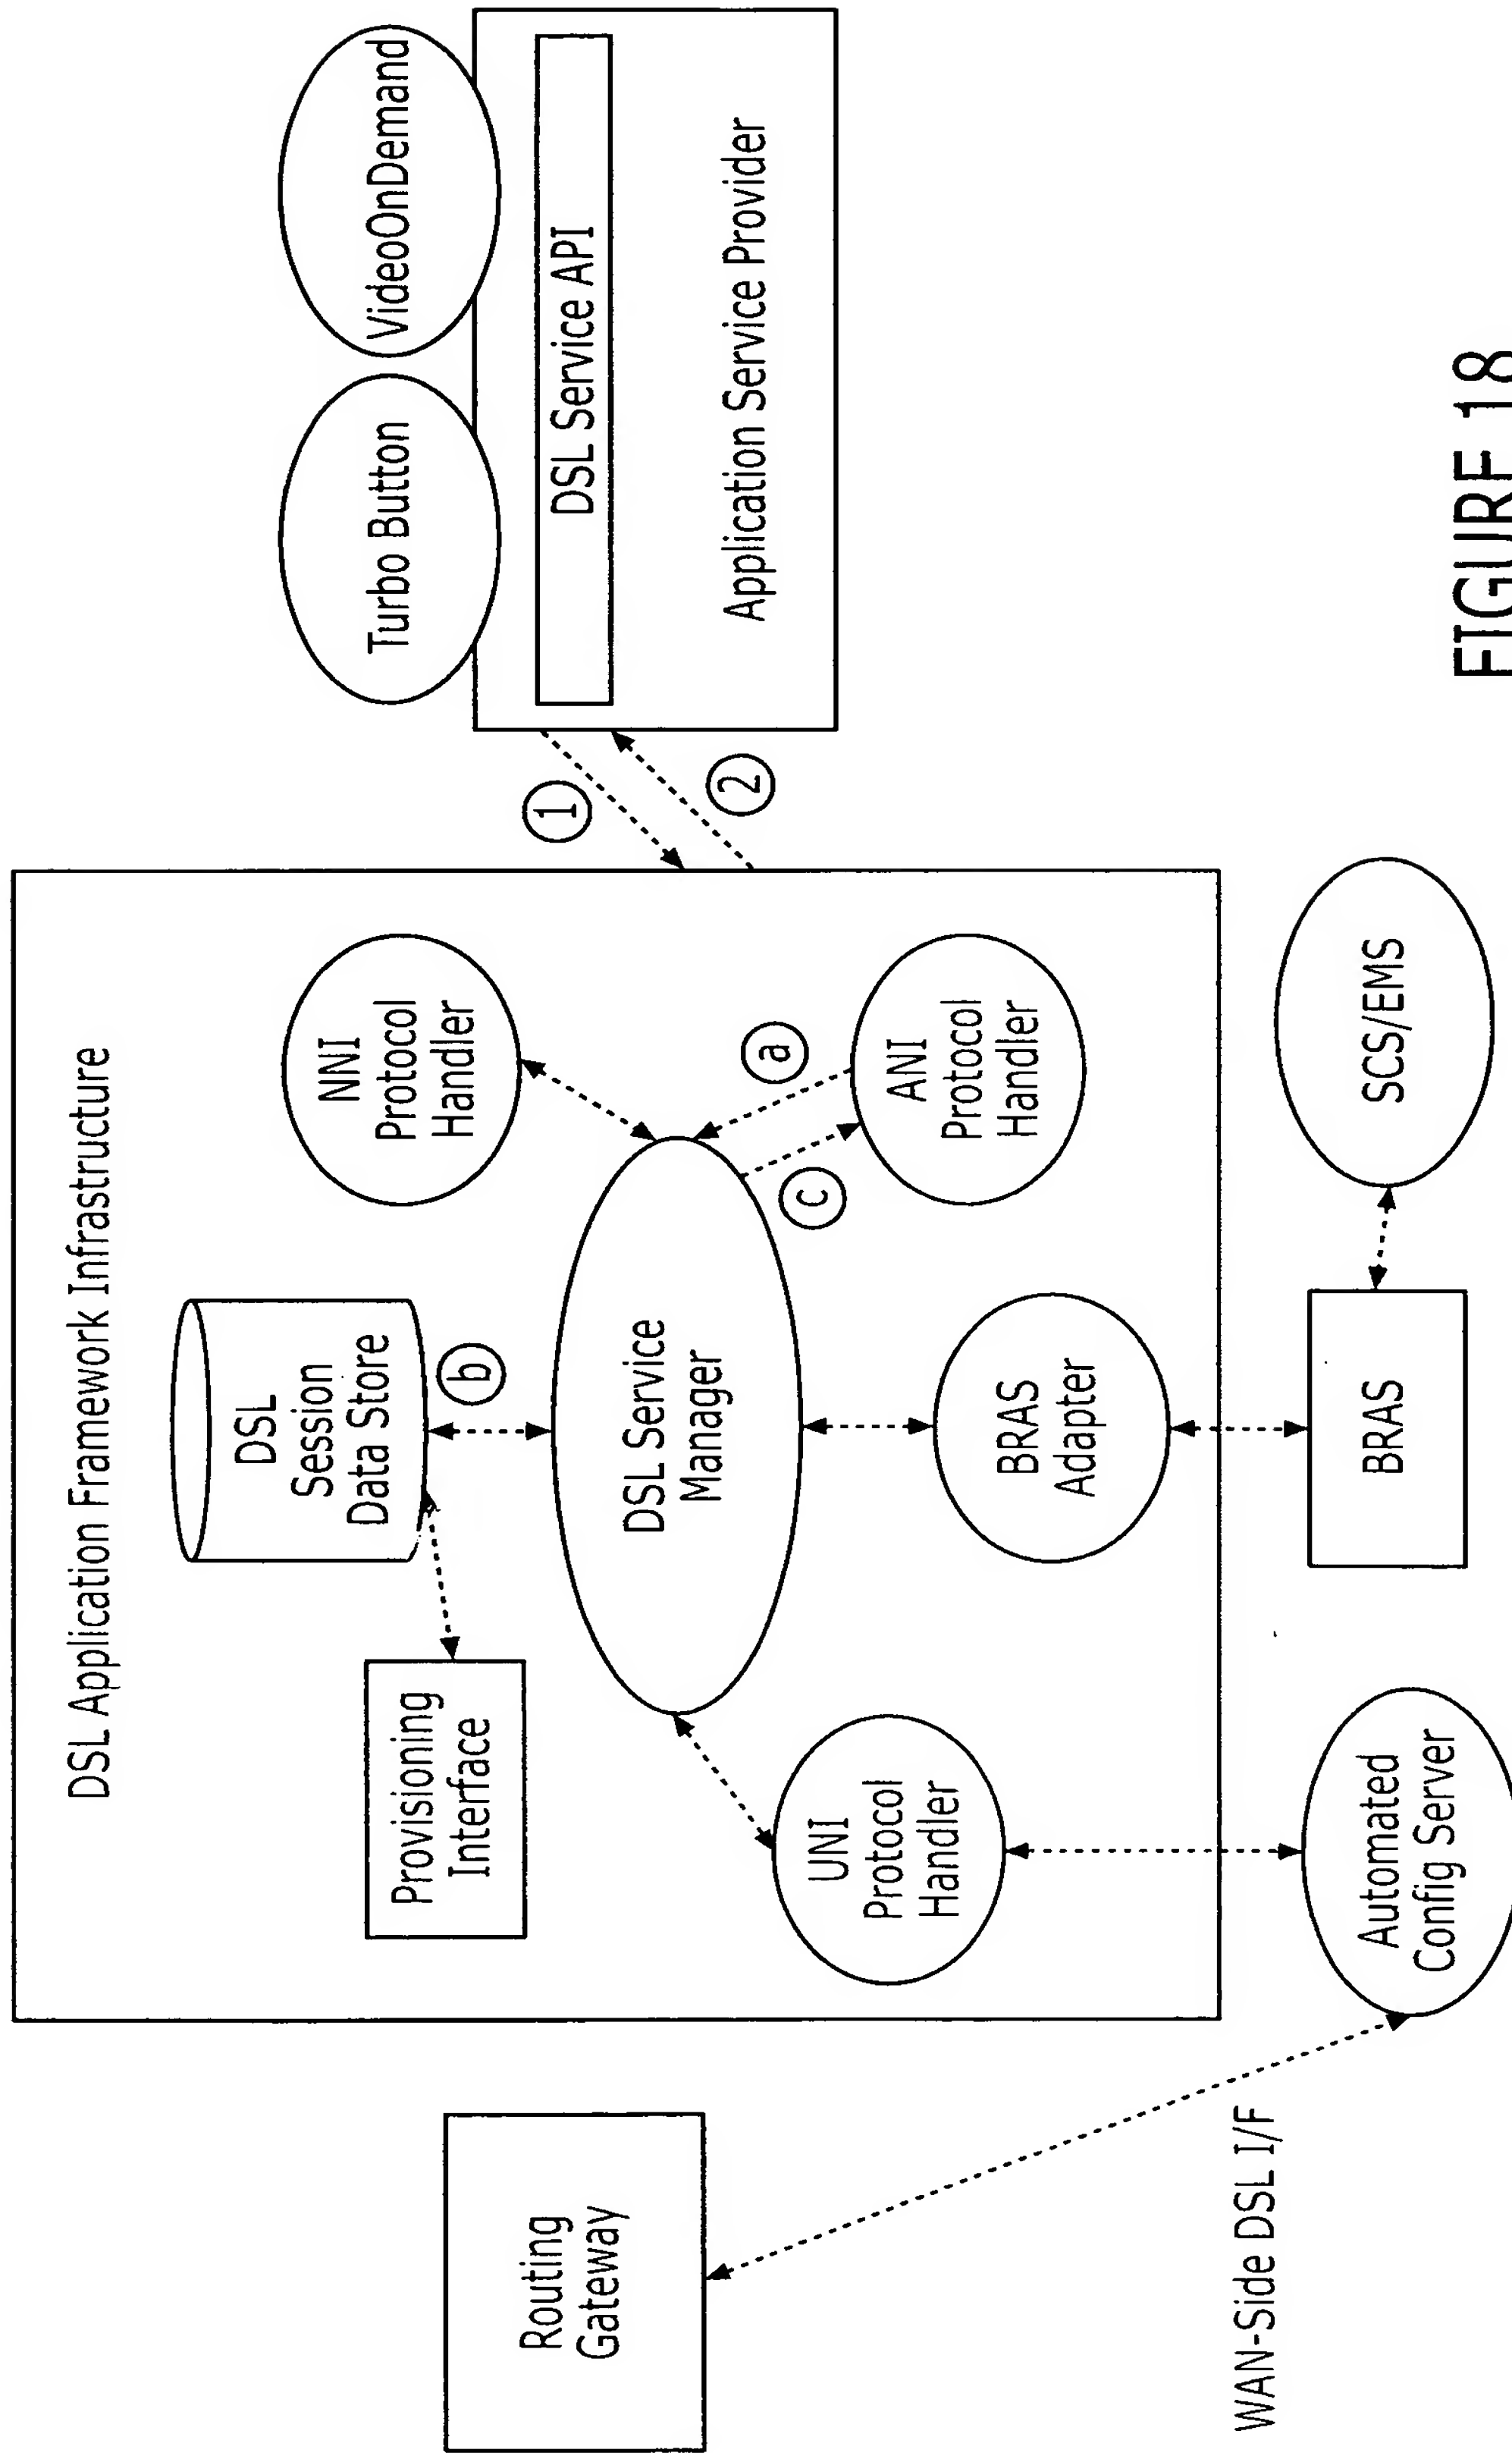 DSL Application Framework Infrastructure
Routing
Gateway
Provisioning
Interface
DSL
Session
Data Store
b
NNI
Protocol
Handler
DSL Service
Manager
UNI
Protocol
Handler
BRAS
Adapter
a
c
ANI
Protocol
Handler
1
2
Turbo Button
VideoOnDemand
DSL Service API
Application Service Provider
WAN-Side DSL I/F
Automated
Config Server
BRAS
SCS/EMS
FIGURE 18